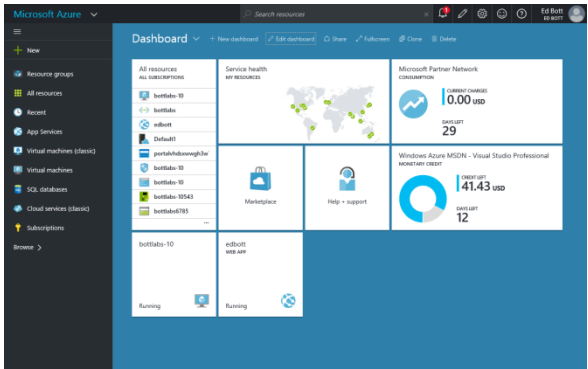 Microsoft Azure
Search resources
1
Ed Bott
ED BOTT
New
Resource groups
All resources
Recent
App Services
Virtual machines (classic)
Virtual machines
SQL databases
Cloud services (classic)
Subscriptions
Browse >
Dashboard
+ New dashboard
Edit dashboard
Share
Fullscreen
Clone
Delete
All resources
ALL SUBSCRIPTIONS
bottlabs-10
bottlabs
edbott
Default1
bottlabs-10
bottlabs-10
bottlabs-10543
bottlabs6785
...
Service health
MY RESOURCES
Marketplace
Help + support
Microsoft Partner Network
CONSUMPTION
CURRENT CHARGES
0.00 USD
DAYS LEFT
29
Windows Azure MSDN - Visual Studio Professional
MONETARY CREDIT
CREDIT LEFT
41.43 USD
DAYS LEFT
12
bottlabs-10
Running
edbott
WEB APP
Running